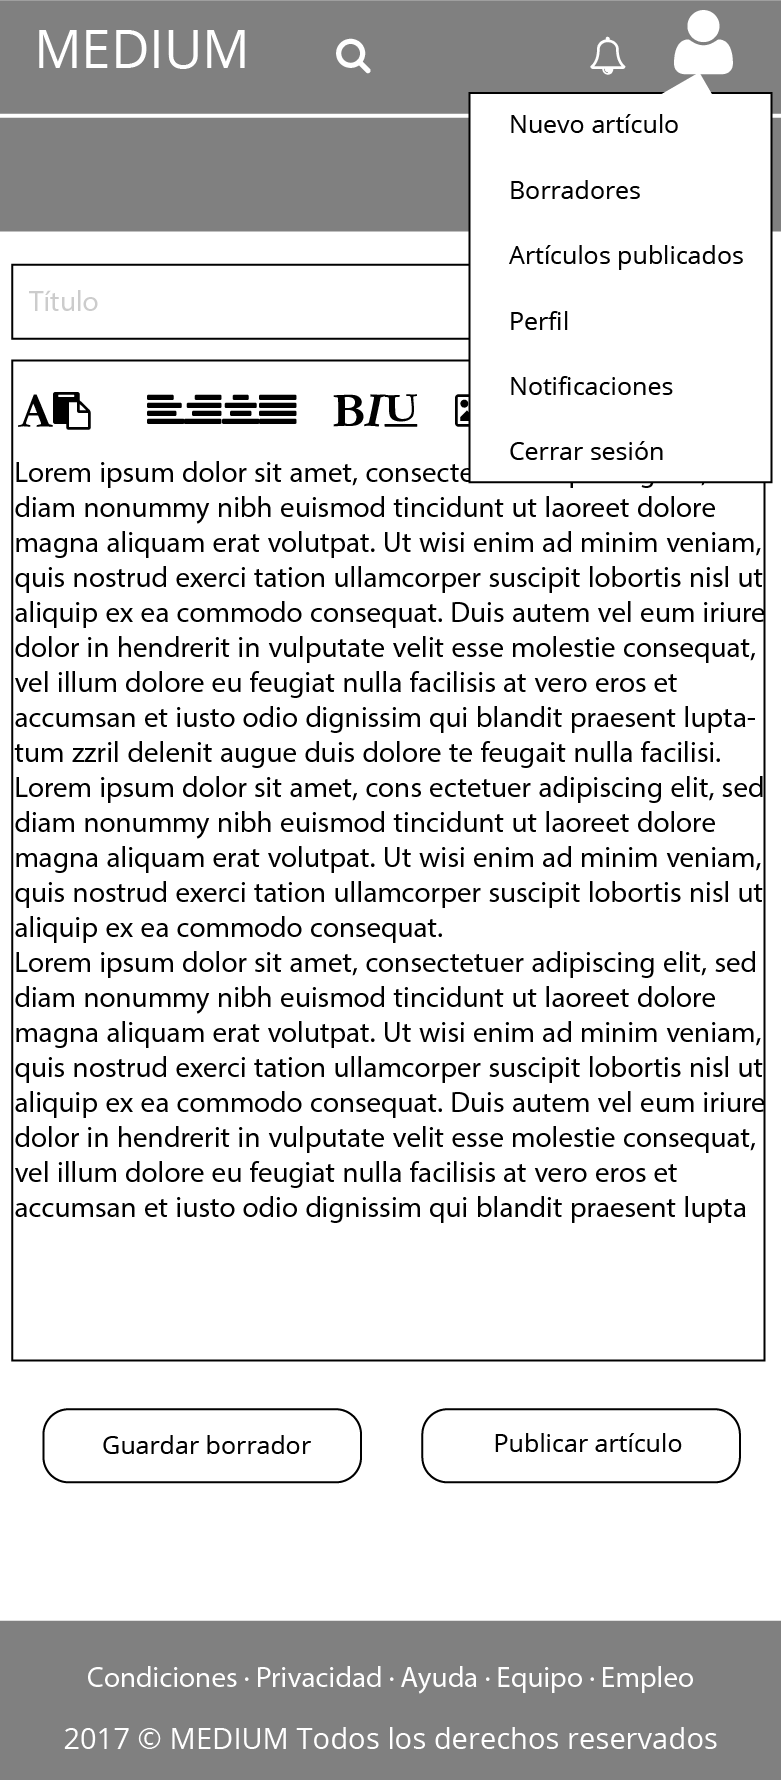 MEDIUM
Nuevo artículo
Borradores
Artículos publicados
Perfil
Notificaciones
Cerrar sesión
Título
A BIU
Lorem ipsum dolor sit amet,
diam nonummy nibh euismod tincidunt ut laoreet dolore
magna aliquam erat volutpat. Ut wisi enim ad minim veniam,
quis nostrud exerci tation ullamcorper suscipit lobortis nisl ut
aliquip ex ea commodo consequat. Duis autem vel eum iriure
dolor in hendrerit in vulputate velit esse molestie consequat,
vel illum dolore eu feugiat nulla facilisis at vero eros et
accumsan et iusto odio dignissim qui blandit praesent lupta-
tum zzril delenit augue duis dolore te feugait nulla facilisi.
Lorem ipsum dolor sit amet, cons ectetuer adipiscing elit, sed
diam nonummy nibh euismod tincidunt ut laoreet dolore
magna aliquam erat volutpat. Ut wisi enim ad minim veniam,
quis nostrud exerci tation ullamcorper suscipit lobortis nisl ut
aliquip ex ea commodo consequat.
Lorem ipsum dolor sit amet, consectetuer adipiscing elit, sed
diam nonummy nibh euismod tincidunt ut laoreet dolore
magna aliquam erat volutpat. Ut wisi enim ad minim veniam,
quis nostrud exerci tation ullamcorper suscipit lobortis nisl ut
aliquip ex ea commodo consequat. Duis autem vel eum iriure
dolor in hendrerit in vulputate velit esse molestie consequat,
vel illum dolore eu feugiat nulla facilisis at vero eros et
accumsan et iusto odio dignissim qui blandit praesent lupta
Guardar borrador
Publicar artículo
Condiciones · Privacidad · Ayuda · Equipo · Empleo
2017 © MEDIUM Todos los derechos reservados